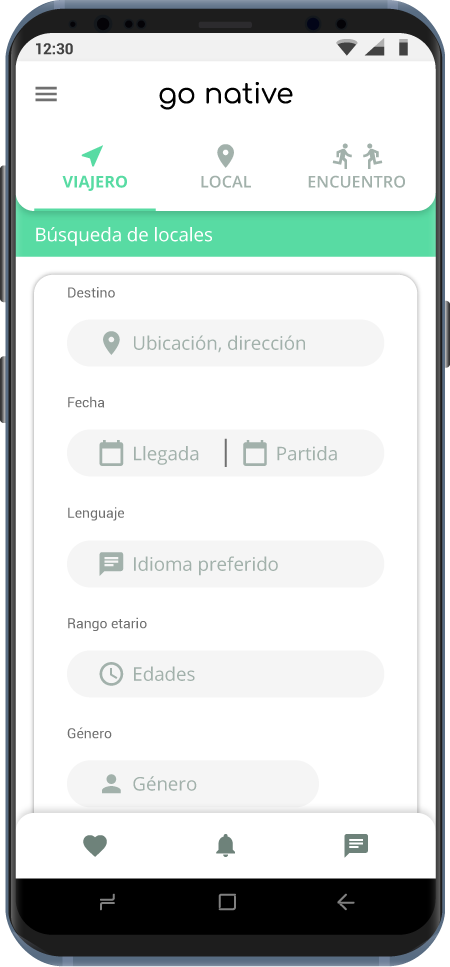 12:30
go native
VIAJERO LOCAL ENCUENTRO
Búsqueda de locales
Destino
Ubicación, dirección
Fecha
Llegada | Partida
Lenguaje
Idioma preferido
Rango etario
Edades
Género
Género